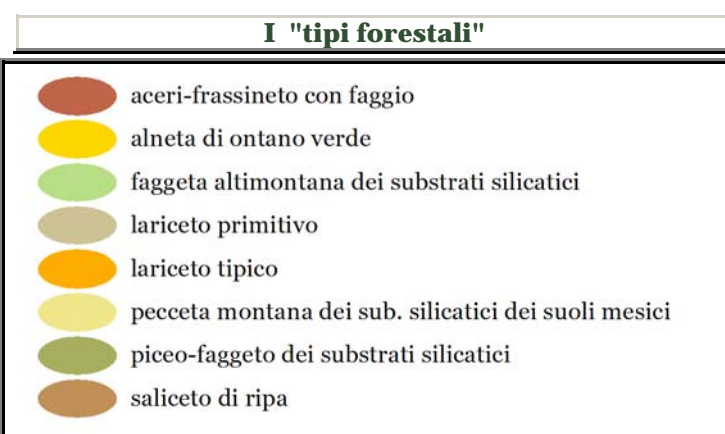 I "tipi forestali"
aceri-frassineto con faggio
alneta di ontano verde
faggeta altimontana dei substrati silicatici
lariceto primitivo
lariceto tipico
pecceta montana dei sub. silicatici dei suoli mesici
piceo-faggeto dei substrati silicatici
saliceto di ripa